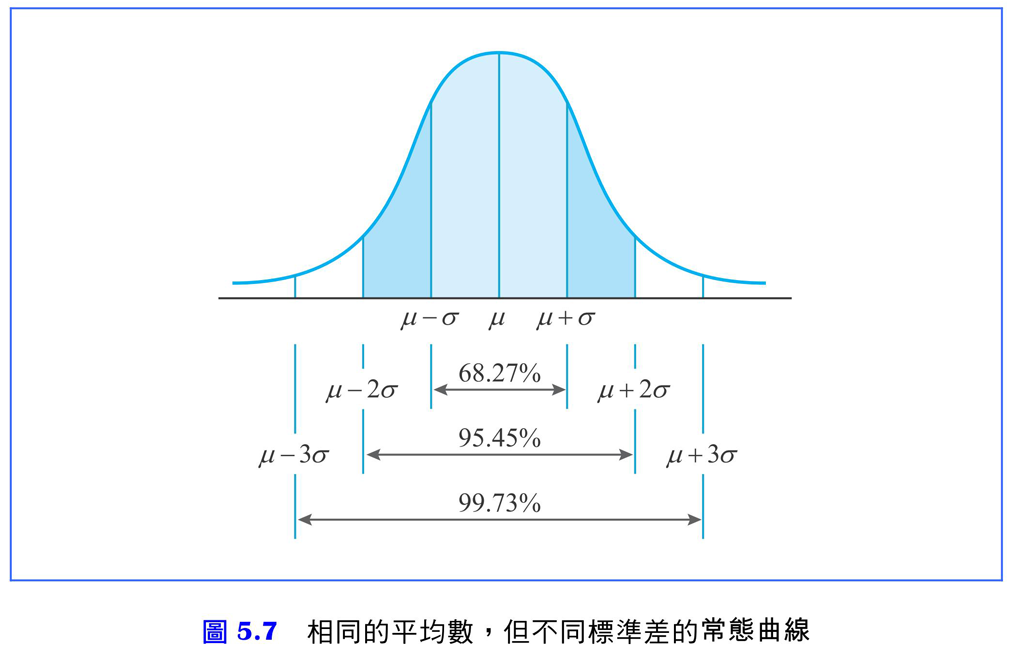 μ−σ μ μ+σ
68.27%
μ−2σ μ+2σ
95.45%
μ−3σ μ+3σ
99.73%
圖 5.7 相同的平均數，但不同標準差的常態曲線